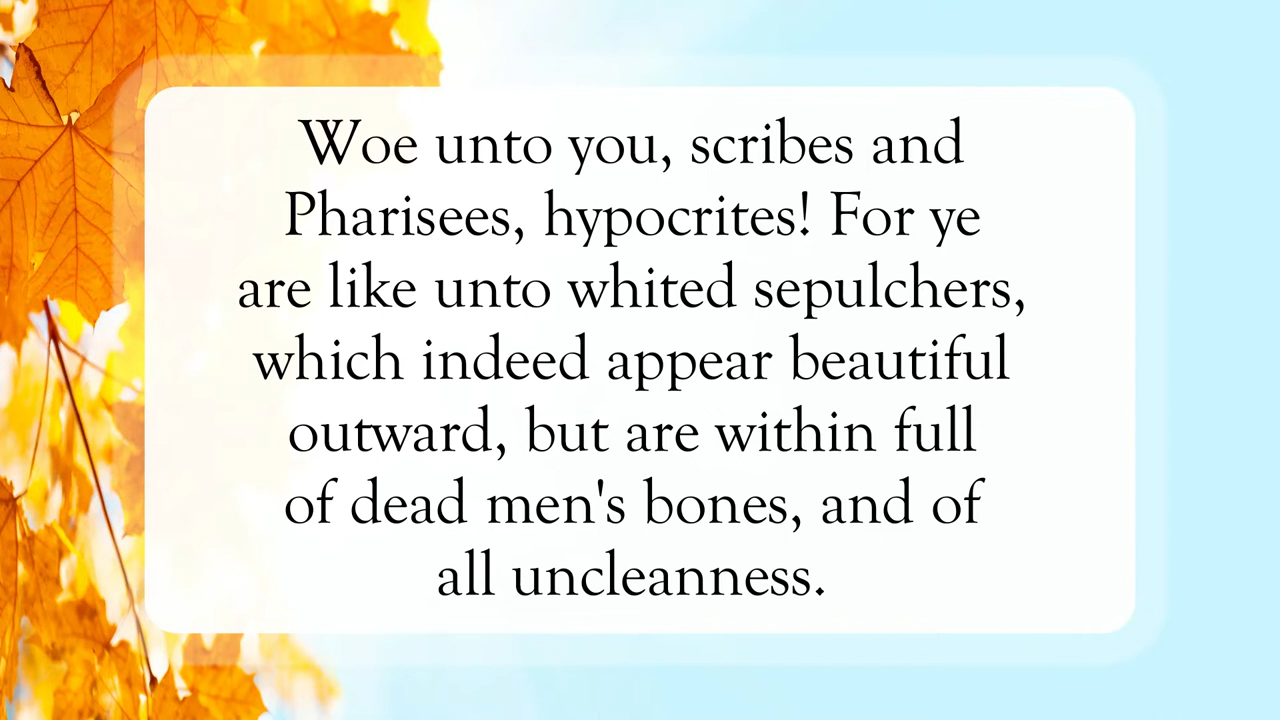 Woe unto you, scribes and
Pharisees, hypocrites! For ye
are like unto whited sepulchers,
which indeed appear beautiful
outward, but are within full
of dead men's bones, and of
all uncleanness.